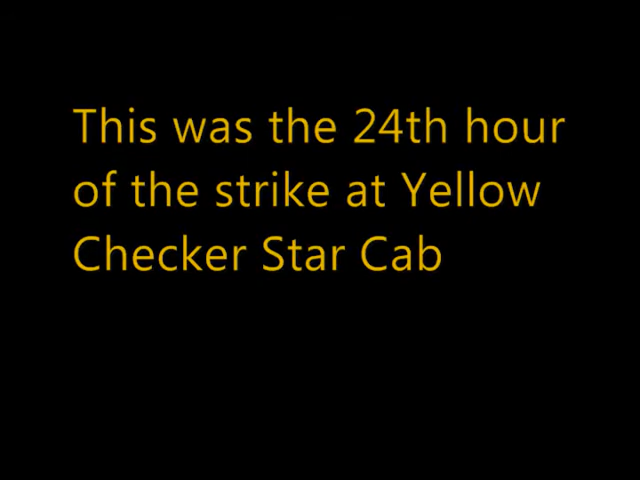 This was the 24th hour
of the strike at Yellow
Checker Star Cab